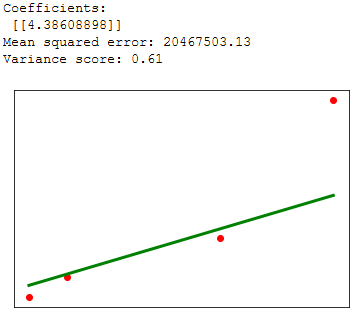 Coefficients:
[[4.38608898]]
Mean squared error: 20467503.13
Variance score: 0.61